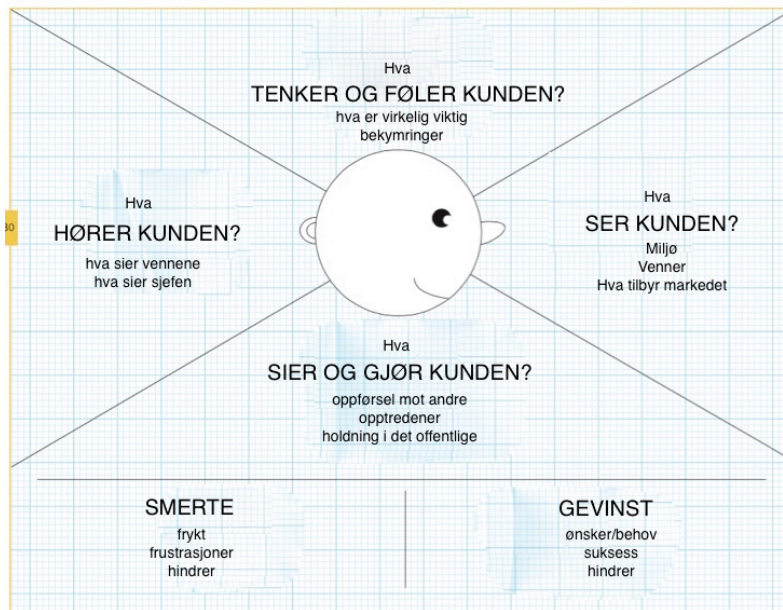 Hva
TENKER OG FØLER KUNDEN?
hva er virkelig viktig
bekymringer
Hva
HØRER KUNDEN?
hva sier vennene
hva sier sjefen
Hva
SER KUNDEN?
Miljø
Venner
Hva tilbyr markedet
Hva
SIER OG GJØR KUNDEN?
oppførsel mot andre
opptredener
holdning i det offentlige
SMERTE
frykt
frustrasjoner
hindrer
GEVINST
ønsker/behov
suksess
hindrer